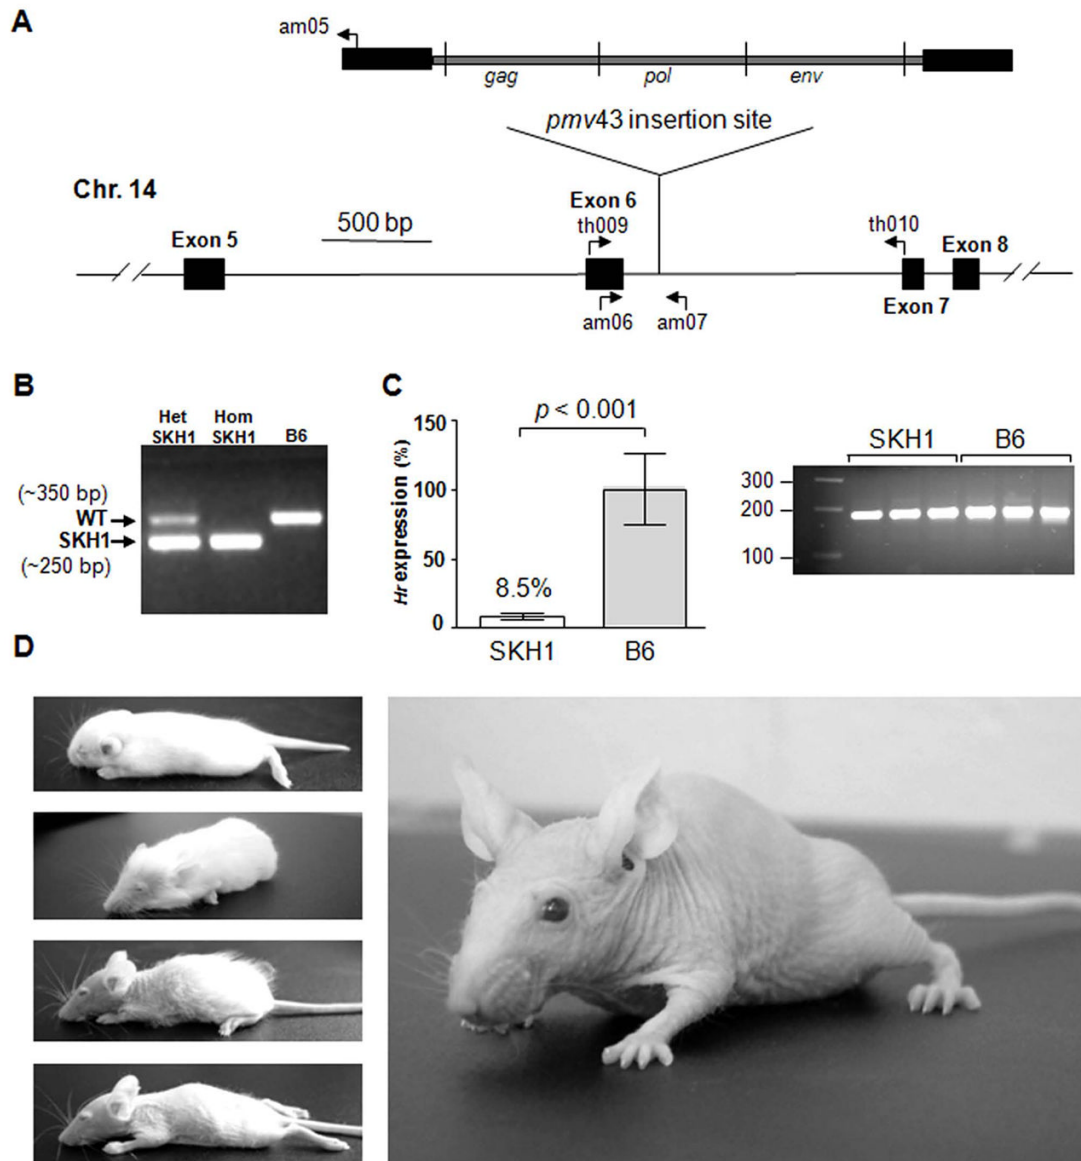 A
am05
gag
pol
env
pmv43 insertion site
Chr. 14
500 bp
Exon 5
Exon 6
th009
th010
Exon 8
am06
am07
Exon 7
B
Het
SKH1
Hom
SKH1
B6
(~350 bp)
WT
SKH1
(~250 bp)
C
Hr expression (%)
150
100
50
0
p < 0.001
8.5%
SKH1
B6
SKH1
B6
300
200
100
D